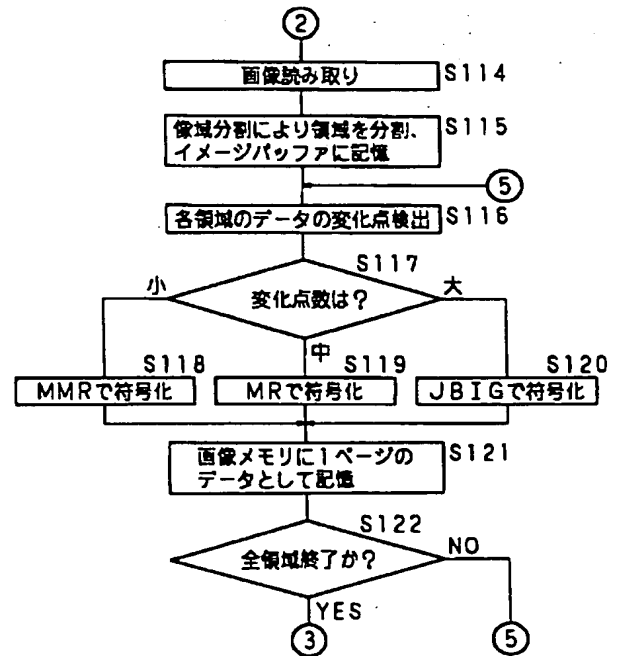 ②
画像読み取り S114
像域分割により領域を分割、 S115
イメージバッファに記憶
⑤
各領域のデータの変化点検出 S116
S117
小 変化点数は? 大
中
S118 S119 S120
MMRで符号化 MRで符号化 JBIGで符号化
画像メモリに1ページの S121
データとして記憶
S122
全領域終了か? NO
YES
③ ⑤